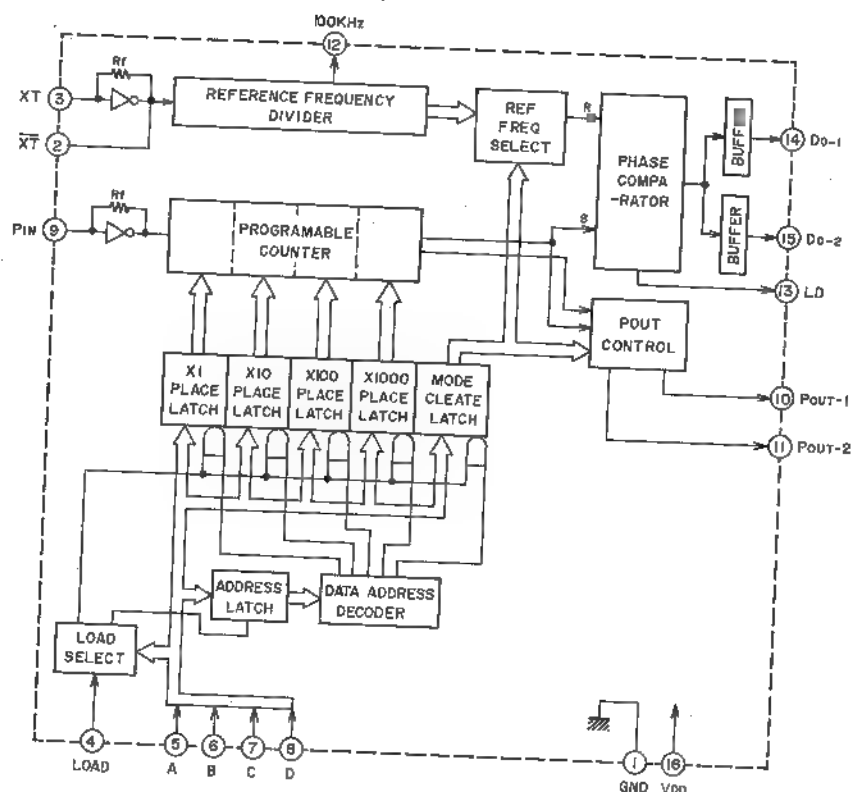 100KHz
12
Rf
XT 3
REFERENCE FREQUENCY
DIVIDER
REF
FREQ
SELECT
R
PHASE
COMPA
-RATOR
BUFF
14 DO-1
XT 2
Rf
PIN 9
PROGRAMABLE
COUNTER
S
BUFFER
15 DO-2
13 LD
POUT
CONTROL
X1
PLACE
LATCH
X10
PLACE
LATCH
X100
PLACE
LATCH
X1000
PLACE
LATCH
MODE
CLEATE
LATCH
10 POUT-1
11 POUT-2
ADDRESS
LATCH
DATA ADDRESS
DECODER
LOAD
SELECT
4
LOAD
5
A
6
B
7
C
8
D
1
GND
16
VDD